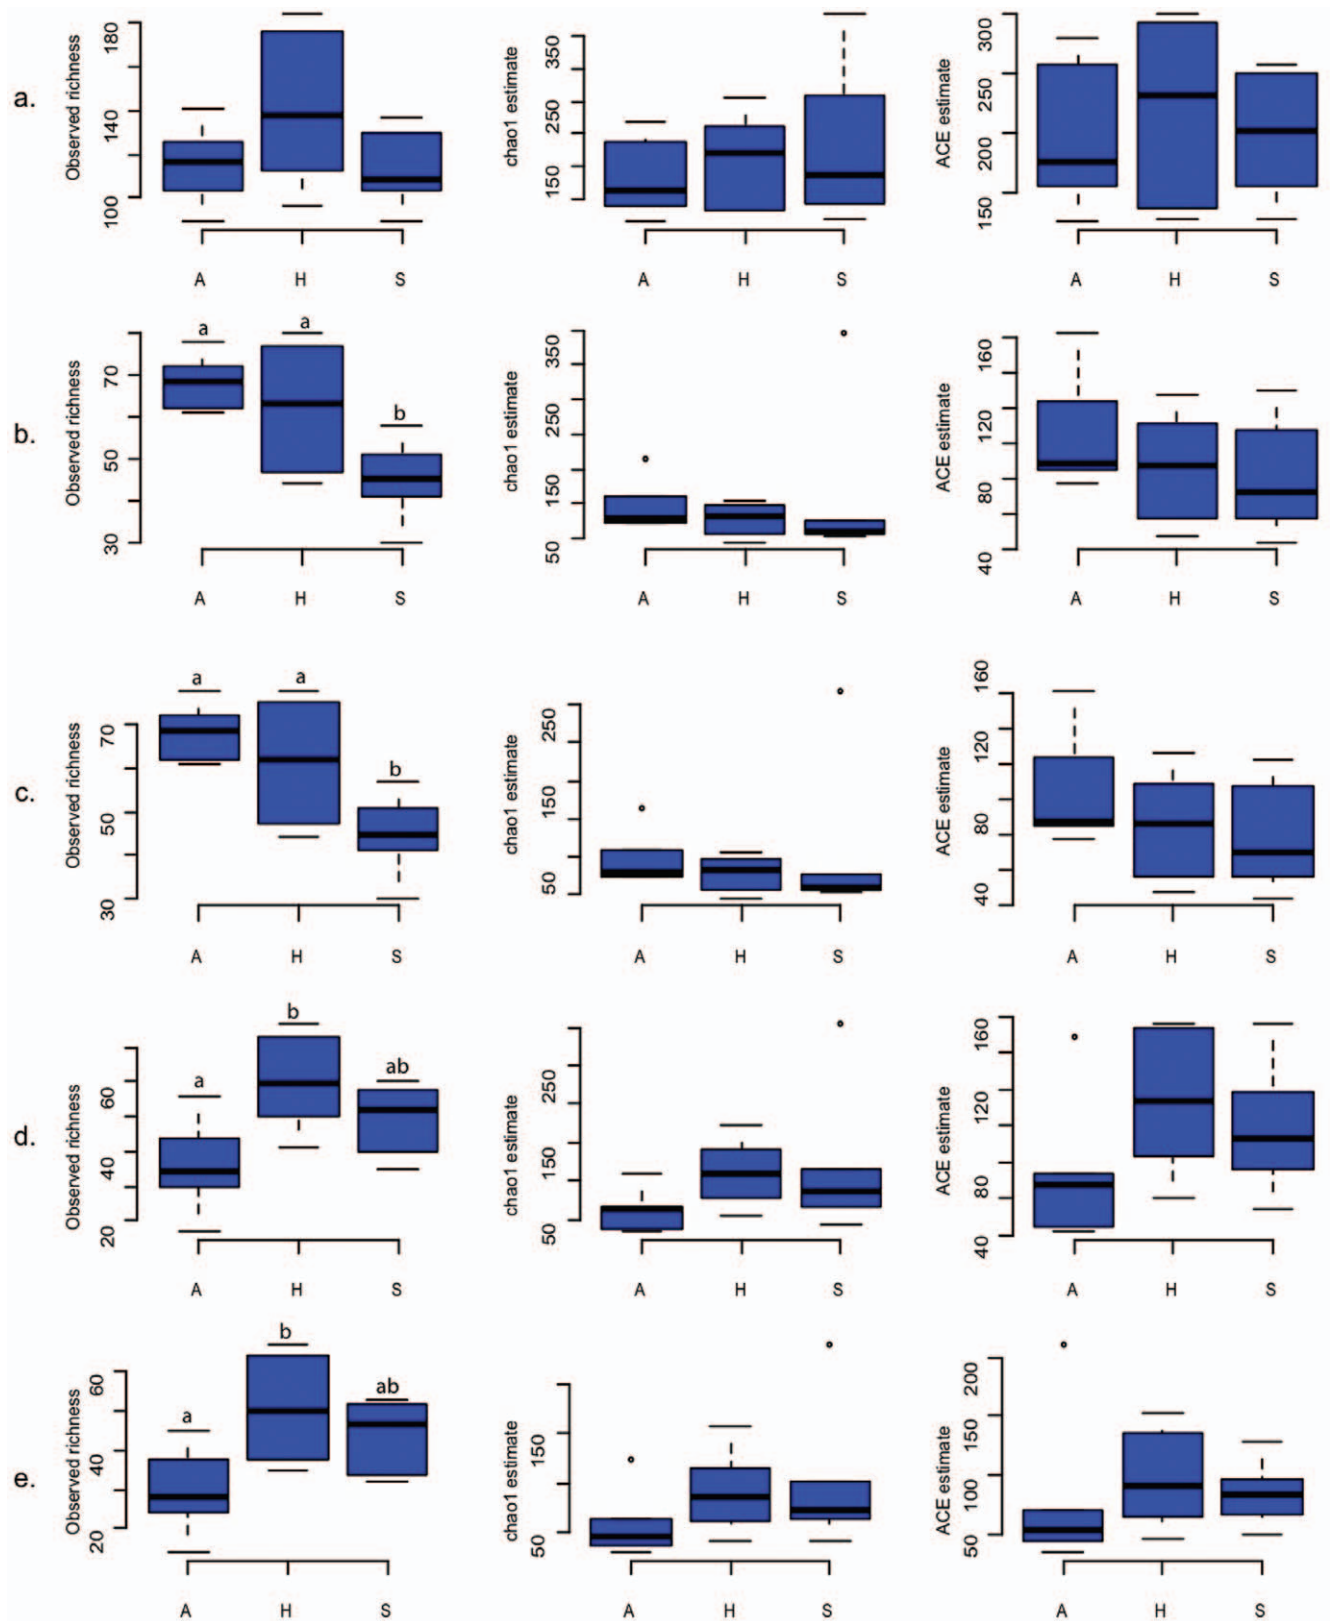 a.
Observed richness
180
140
100
A H S
chao1 estimate
350
250
150
A H S
ACE estimate
300
250
200
150
A H S
b.
Observed richness
70
50
30
a a b
A H S
chao1 estimate
350
250
150
50
A H S
ACE estimate
160
120
80
40
A H S
c.
Observed richness
70
50
30
a a b
A H S
chao1 estimate
250
150
50
A H S
ACE estimate
160
120
80
40
A H S
d.
Observed richness
60
40
20
a b ab
A H S
chao1 estimate
250
150
50
A H S
ACE estimate
160
120
80
40
A H S
e.
Observed richness
60
40
20
a b ab
A H S
chao1 estimate
150
50
A H S
ACE estimate
200
150
100
50
A H S